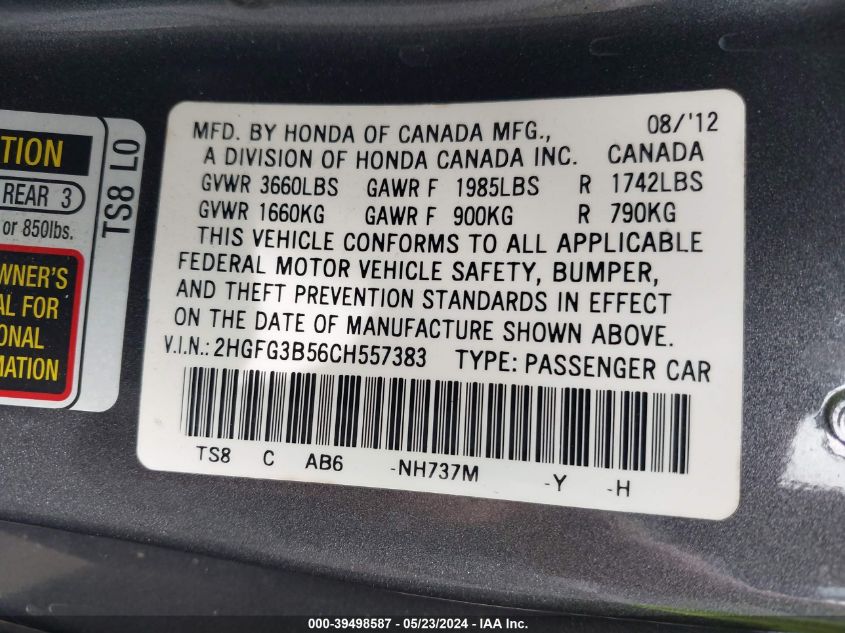 TION
REAR 3
or 850lbs.
WNER'S
AL FOR
ONAL
RMATION
TS8 L0
MFD. BY HONDA OF CANADA MFG., 08/'12
A DIVISION OF HONDA CANADA INC. CANADA
GVWR 3660LBS GAWR F 1985LBS R 1742LBS
GVWR 1660KG GAWR F 900KG R 790KG
THIS VEHICLE CONFORMS TO ALL APPLICABLE
FEDERAL MOTOR VEHICLE SAFETY, BUMPER,
AND THEFT PREVENTION STANDARDS IN EFFECT
ON THE DATE OF MANUFACTURE SHOWN ABOVE.
V.I.N.: 2HGFG3B56CH557383 TYPE: PASSENGER CAR
TS8 C AB6 -NH737M -Y -H
000-39498587 - 05/23/2024 - IAA Inc.